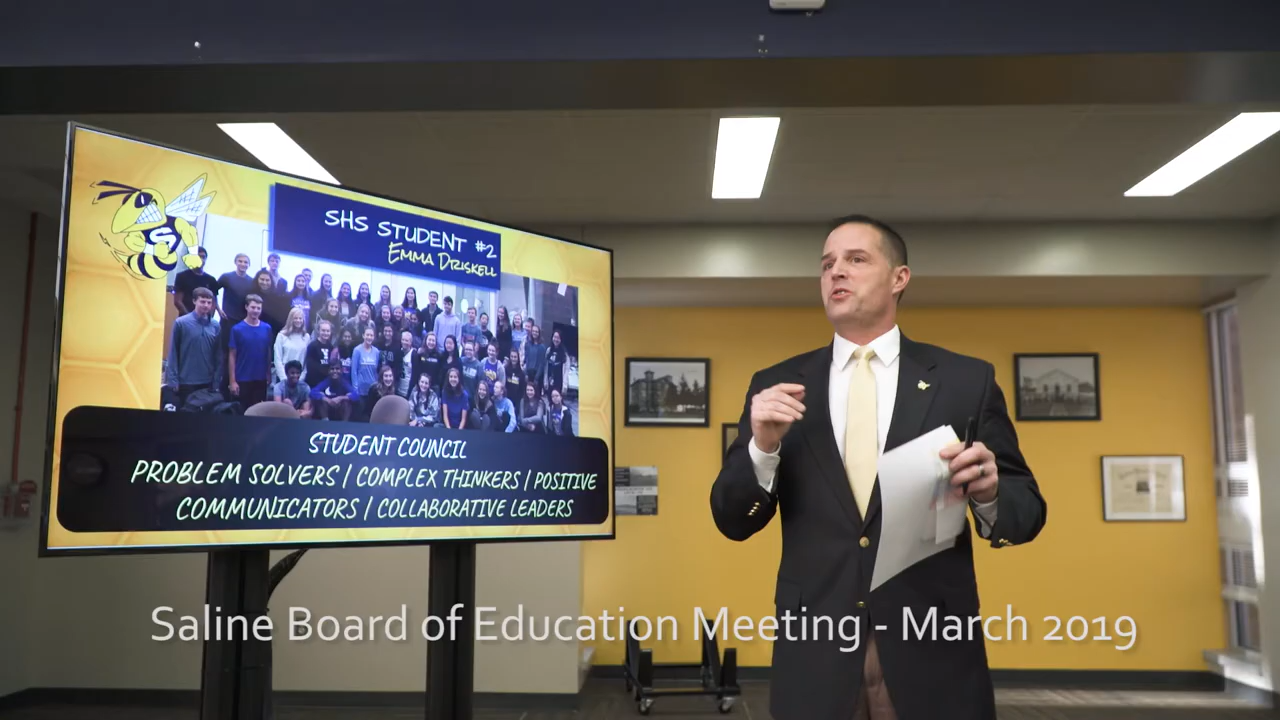 SHS STUDENT #2
EMMA DRISKELL
STUDENT COUNCIL
PROBLEM SOLVERS / COMPLEX THINKERS / POSITIVE
COMMUNICATORS / COLLABORATIVE LEADERS
Saline Board of Education Meeting - March 2019